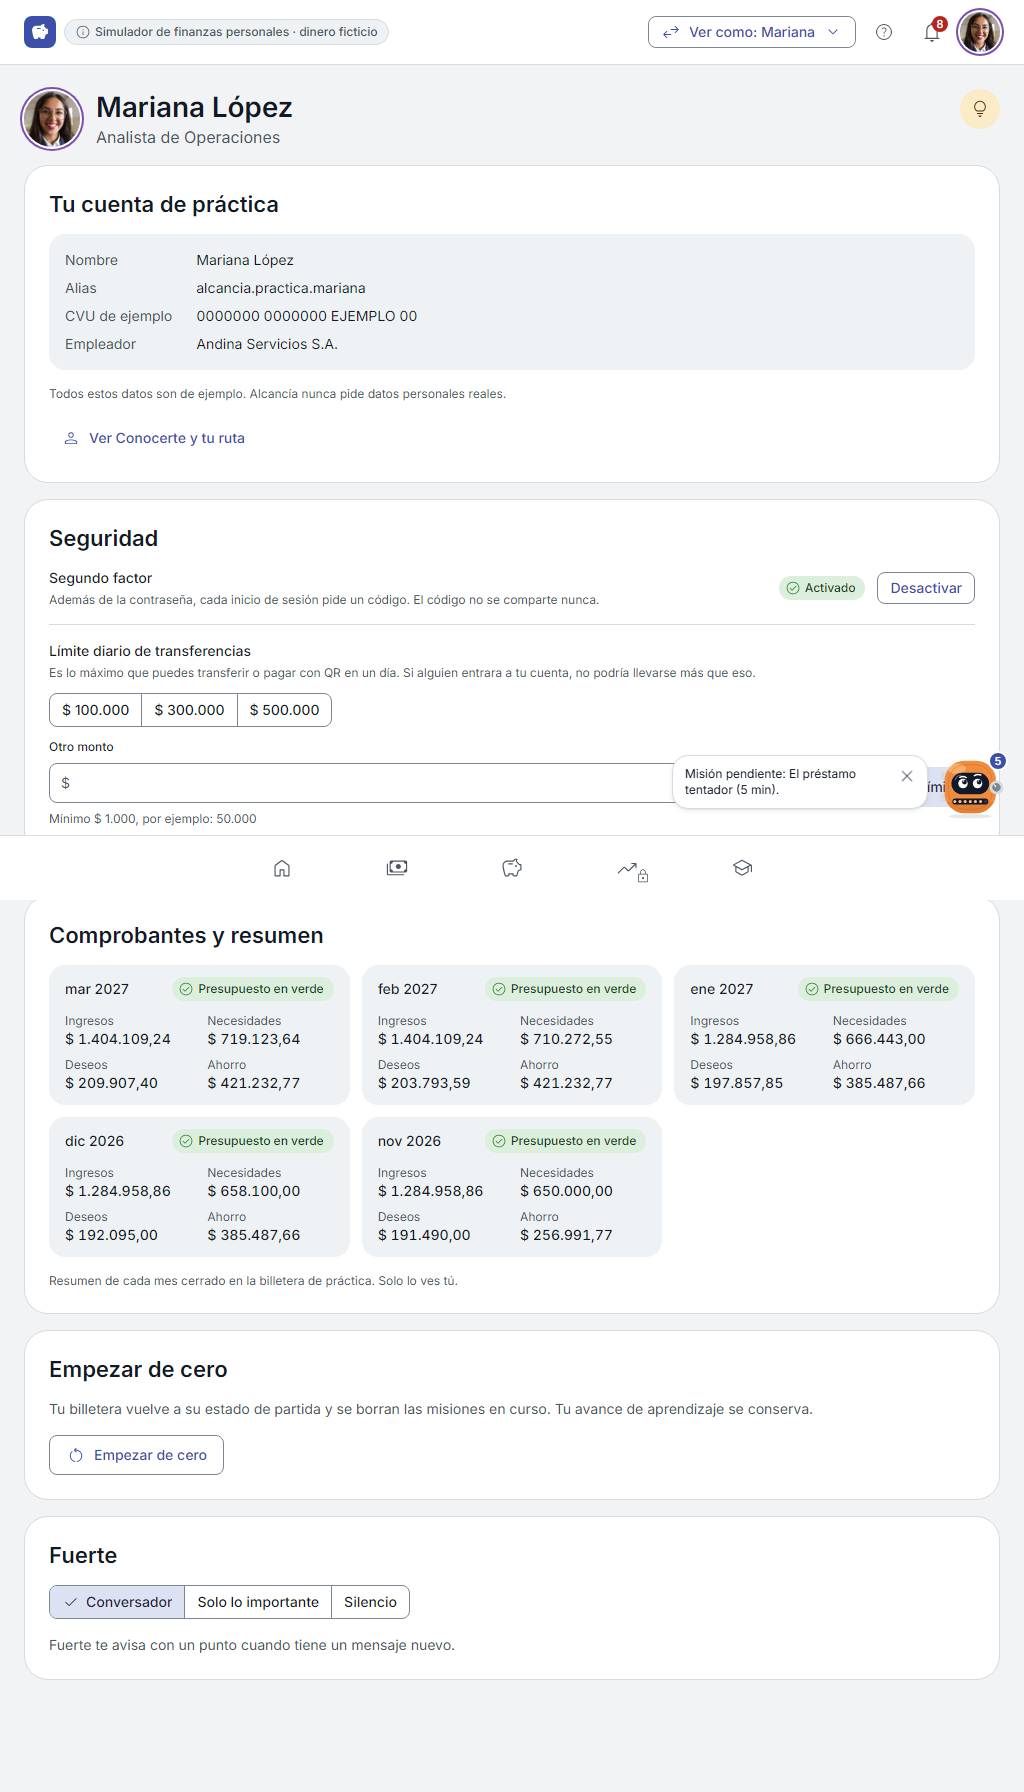 Simulador de finanzas personales · dinero ficticio
Ver como: Mariana
8
Mariana López
Analista de Operaciones
Tu cuenta de práctica
Nombre Mariana López
Alias alcancia.practica.mariana
CVU de ejemplo 0000000 0000000 EJEMPLO 00
Empleador Andina Servicios S.A.
Todos estos datos son de ejemplo. Alcancía nunca pide datos personales reales.
Ver Conocerte y tu ruta
Seguridad
Segundo factor
Además de la contraseña, cada inicio de sesión pide un código. El código no se comparte nunca.
Activado Desactivar
Límite diario de transferencias
Es lo máximo que puedes transferir o pagar con QR en un día. Si alguien entrara a tu cuenta, no podría llevarse más que eso.
$ 100.000 $ 300.000 $ 500.000
Otro monto
$
Mínimo $ 1.000, por ejemplo: 50.000
Misión pendiente: El préstamo
tentador (5 min).
5
Comprobantes y resumen
mar 2027 Presupuesto en verde
Ingresos Necesidades
$ 1.404.109,24 $ 719.123,64
Deseos Ahorro
$ 209.907,40 $ 421.232,77
feb 2027 Presupuesto en verde
Ingresos Necesidades
$ 1.404.109,24 $ 710.272,55
Deseos Ahorro
$ 203.793,59 $ 421.232,77
ene 2027 Presupuesto en verde
Ingresos Necesidades
$ 1.284.958,86 $ 666.443,00
Deseos Ahorro
$ 197.857,85 $ 385.487,66
dic 2026 Presupuesto en verde
Ingresos Necesidades
$ 1.284.958,86 $ 658.100,00
Deseos Ahorro
$ 192.095,00 $ 385.487,66
nov 2026 Presupuesto en verde
Ingresos Necesidades
$ 1.284.958,86 $ 650.000,00
Deseos Ahorro
$ 191.490,00 $ 256.991,77
Resumen de cada mes cerrado en la billetera de práctica. Solo lo ves tú.
Empezar de cero
Tu billetera vuelve a su estado de partida y se borran las misiones en curso. Tu avance de aprendizaje se conserva.
Empezar de cero
Fuerte
Conversador Solo lo importante Silencio
Fuerte te avisa con un punto cuando tiene un mensaje nuevo.